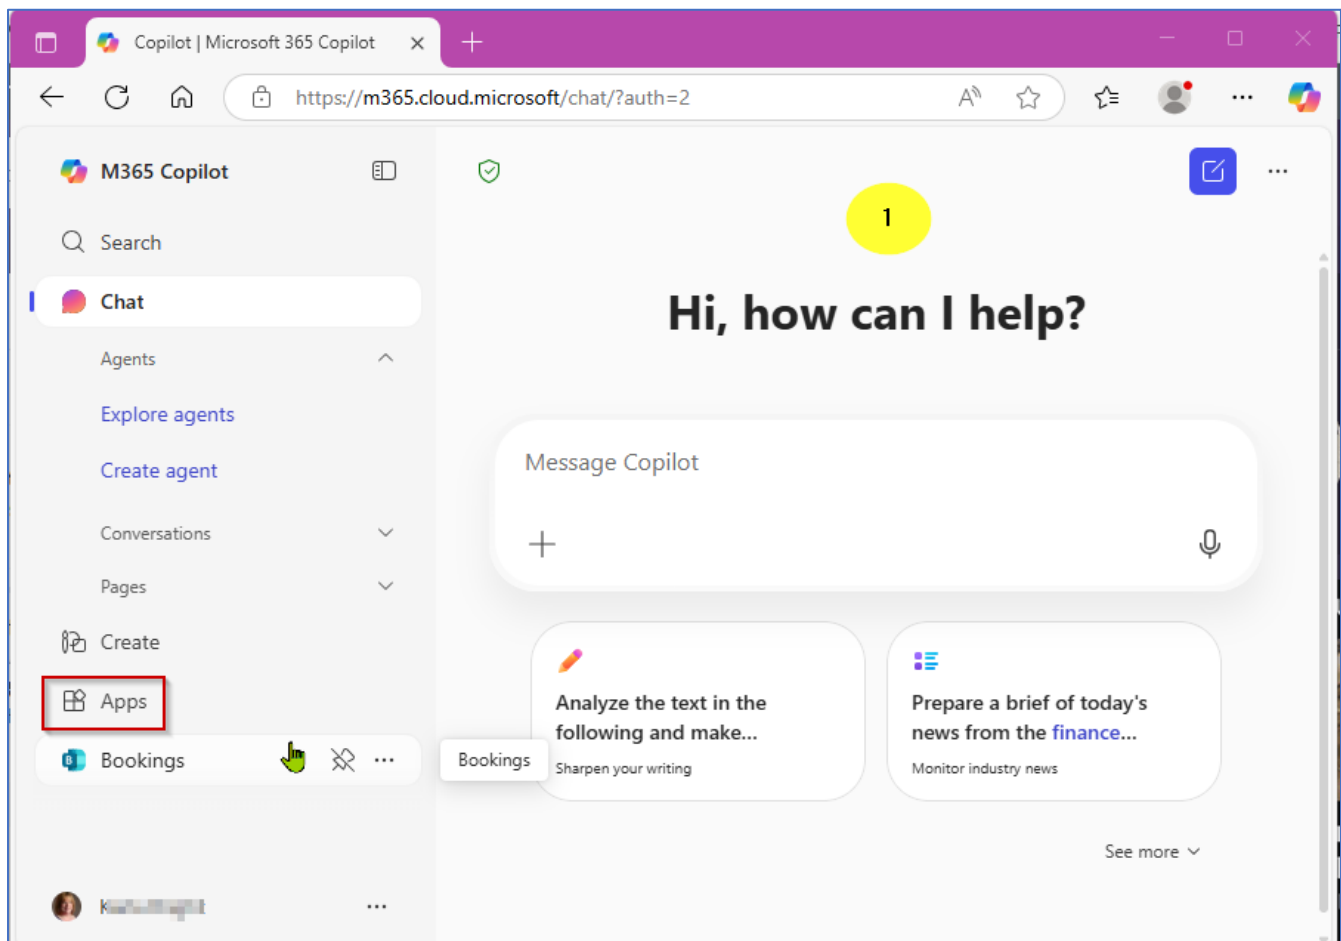 Copilot | Microsoft 365 Copilot
https://m365.cloud.microsoft/chat/?auth=2
M365 Copilot
1
Search
Hi, how can I help?
Chat
Agents
Explore agents
Create agent
Message Copilot
Conversations
Pages
Create
Apps
Analyze the text in the
following and make...
Sharpen your writing
Prepare a brief of today's
news from the finance...
Monitor industry news
Bookings
Bookings
See more